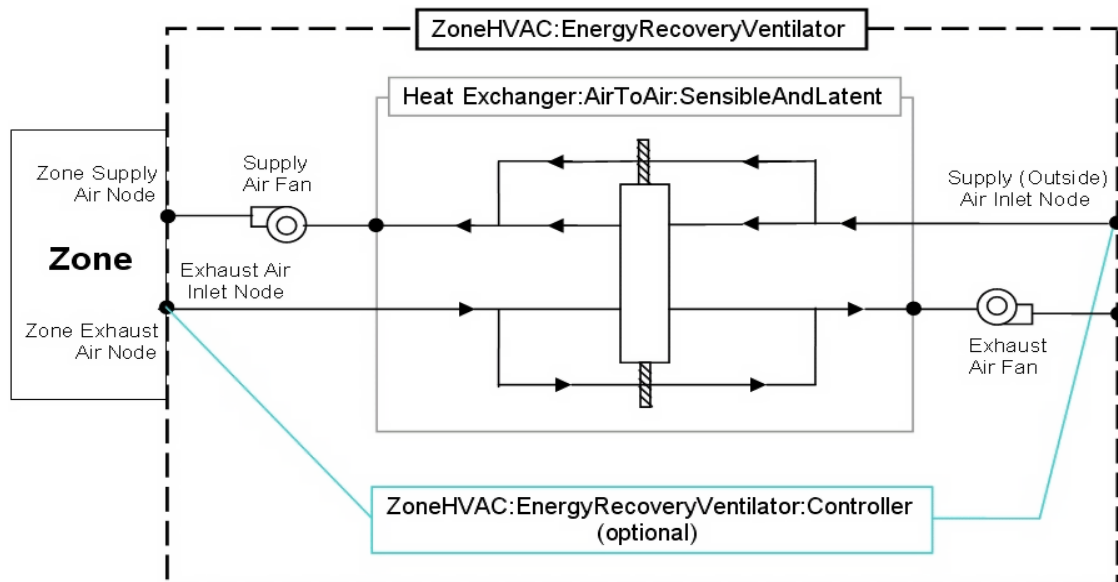 ZoneHVAC:EnergyRecoveryVentilator
Heat Exchanger:AirToAir:SensibleAndLatent
Zone Supply
Air Node
Supply
Air Fan
Supply (Outside)
Air Inlet Node
Zone
Exhaust Air
Inlet Node
Zone Exhaust
Air Node
Exhaust
Air Fan
ZoneHVAC:EnergyRecoveryVentilator:Controller
(optional)